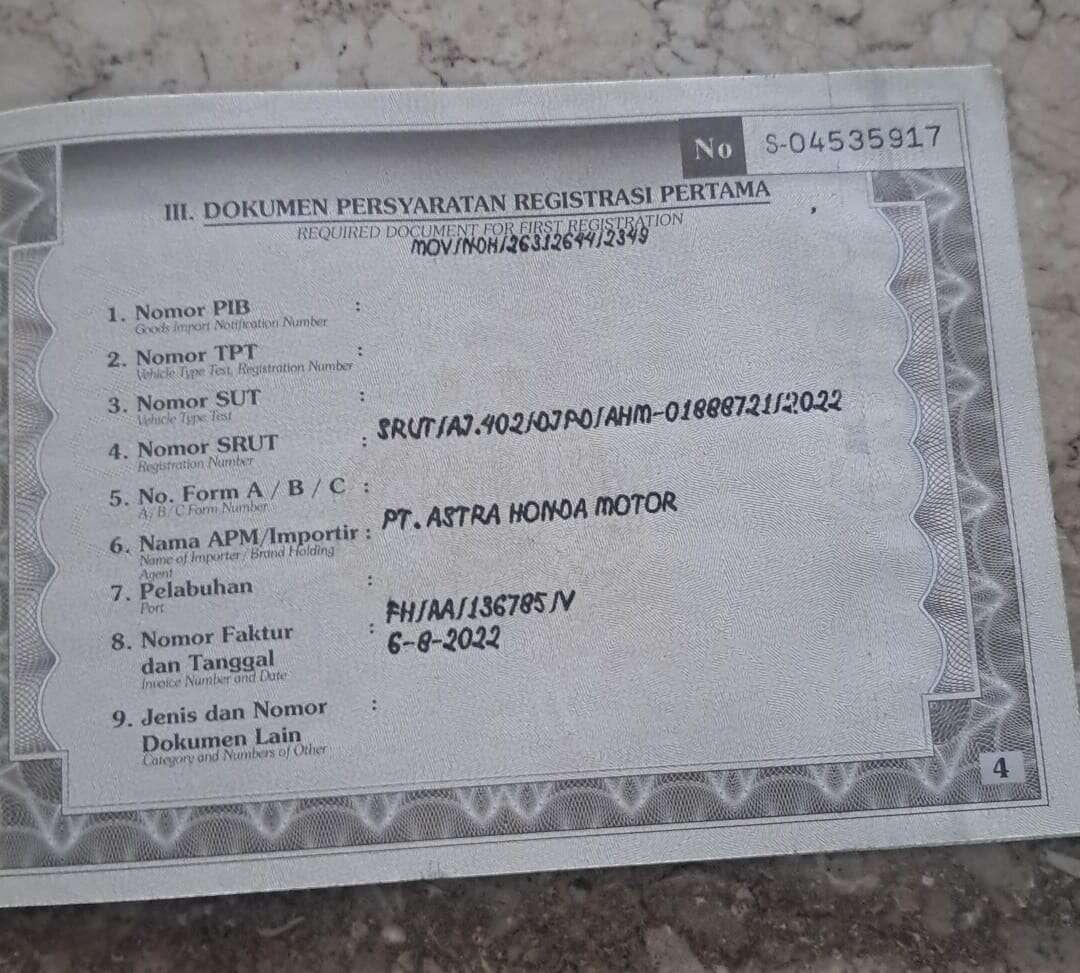 No S-04535917
III. DOKUMEN PERSYARATAN REGISTRASI PERTAMA
REQUIRED DOCUMENT FOR FIRST REGISTRATION
MOV/NOH/26312644/2349
1. Nomor PIB :
Goods Import Notification Number
2. Nomor TPT :
Vehicle Type Test, Registration Number
3. Nomor SUT :
Vehicle Type Test
4. Nomor SRUT : SRUT/AJ.402/DJPD/AHM-01888721/2022
Registration Number
5. No. Form A / B / C :
A / B / C Form Number
6. Nama APM/Importir : PT. ASTRA HONDA MOTOR
Name of Importer / Brand Holding
Agent
7. Pelabuhan :
Port
8. Nomor Faktur : FH/AA/136785/V
dan Tanggal 6-8-2022
Invoice Number and Date
9. Jenis dan Nomor :
Dokumen Lain
Category and Numbers of Other
4